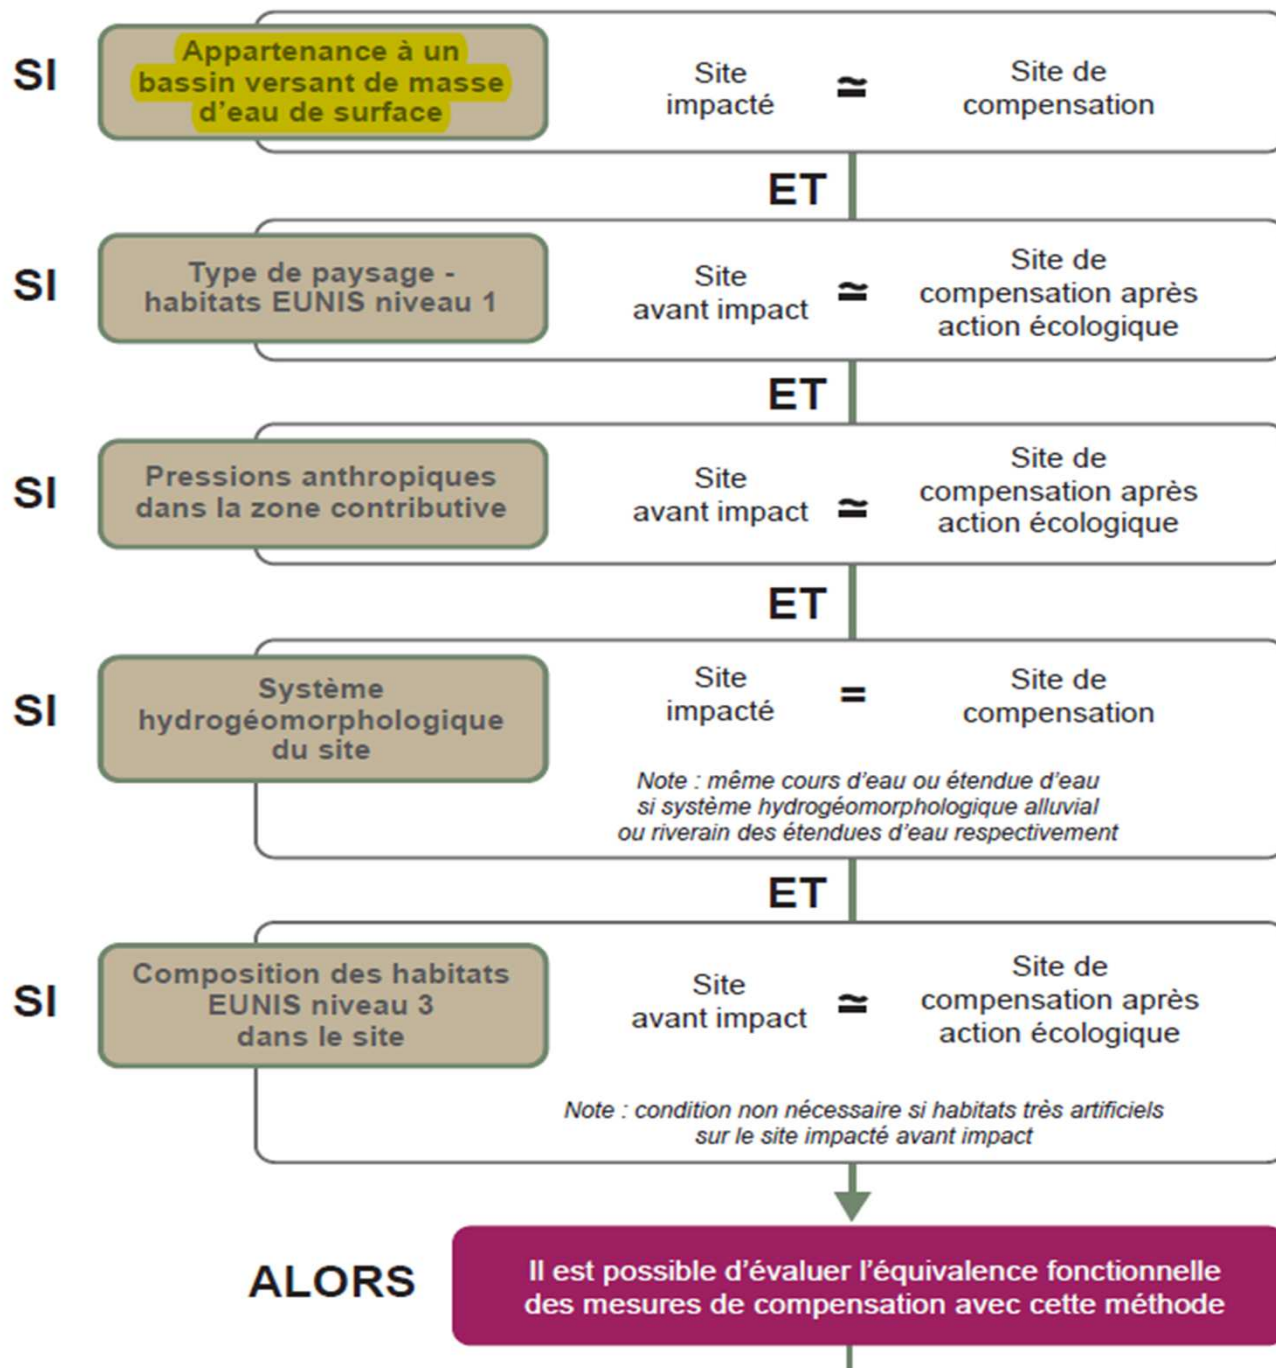 SI
Appartenance à un
bassin versant de masse
d'eau de surface
Site
impacté
≅
Site de
compensation
ET
SI
Type de paysage -
habitats EUNIS niveau 1
Site
avant impact
≅
Site de
compensation après
action écologique
ET
SI
Pressions anthropiques
dans la zone contributive
Site
avant impact
≅
Site de
compensation après
action écologique
ET
SI
Système
hydrogéomorphologique
du site
Site
impacté
=
Site de
compensation
Note : même cours d'eau ou étendue d'eau
si système hydrogéomorphologique alluvial
ou riverain des étendues d'eau respectivement
ET
SI
Composition des habitats
EUNIS niveau 3
dans le site
Site
avant impact
≅
Site de
compensation après
action écologique
Note : condition non nécessaire si habitats très artificiels
sur le site impacté avant impact
ALORS
Il est possible d'évaluer l'équivalence fonctionnelle
des mesures de compensation avec cette méthode